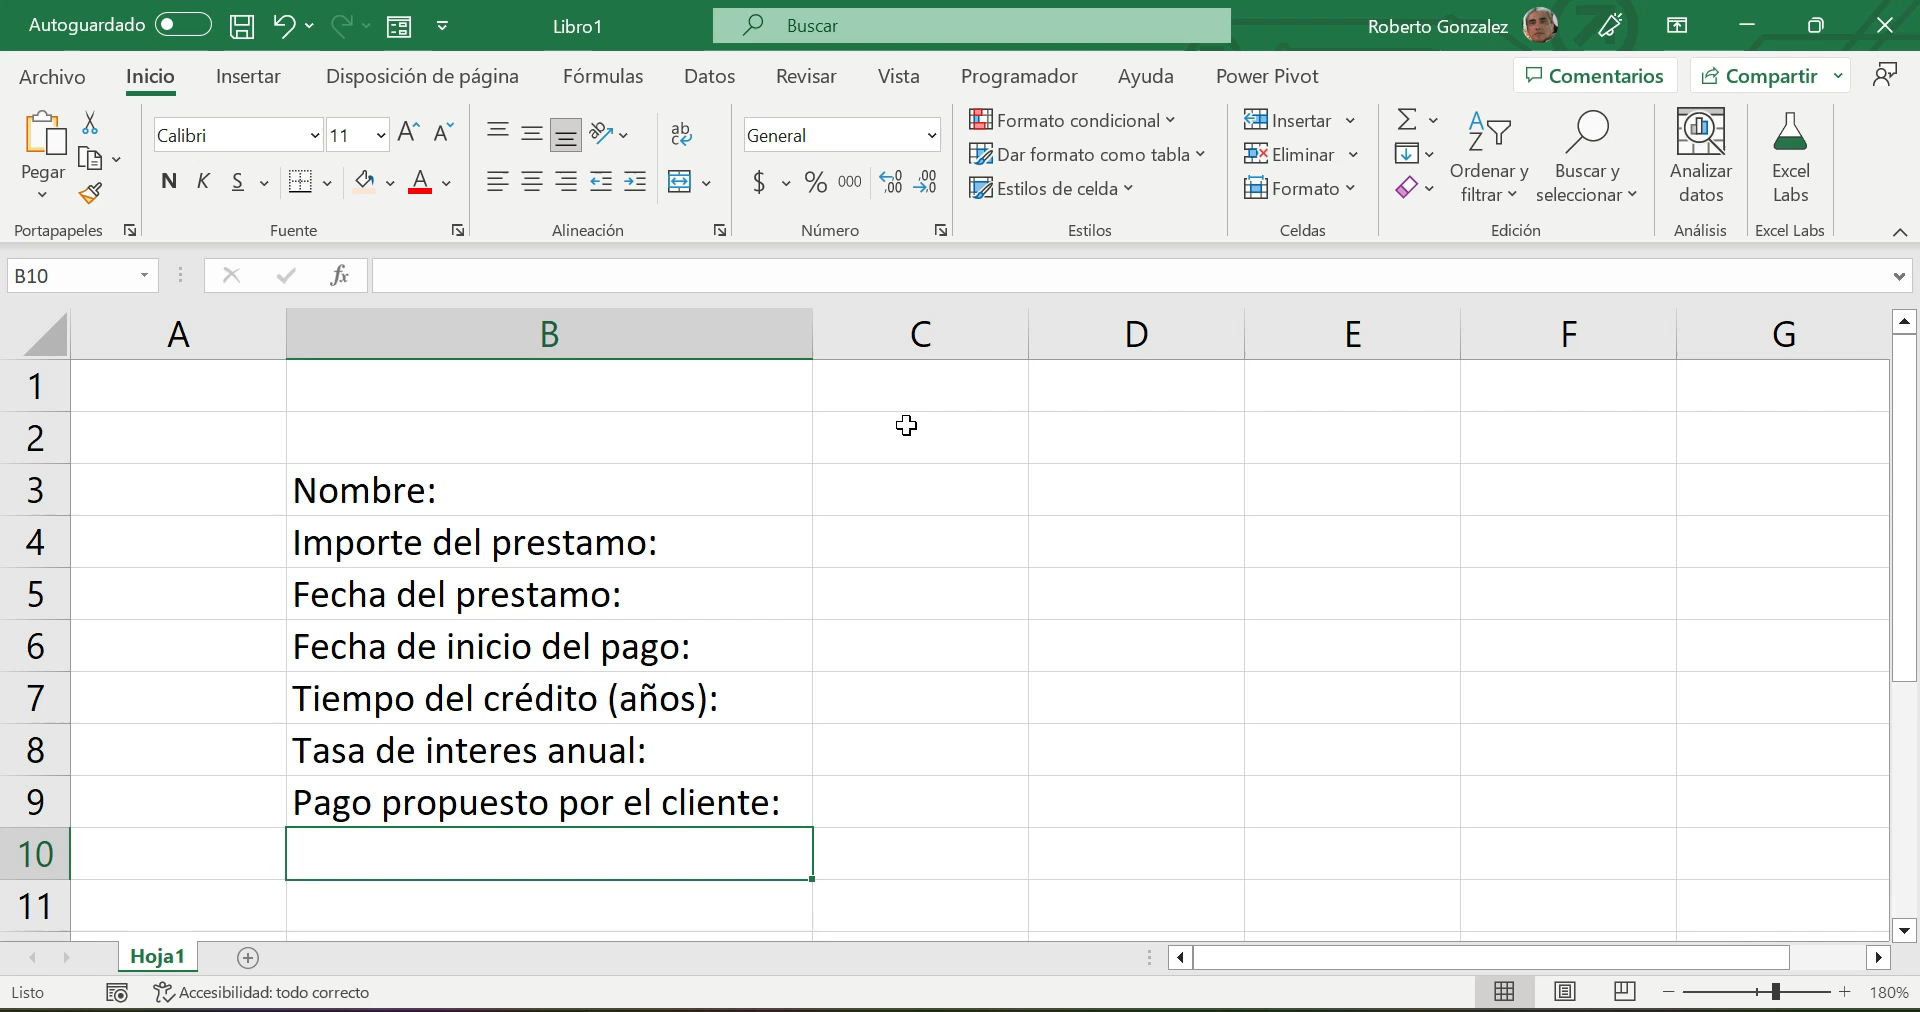 Autoguardado
Libro1
Buscar
Roberto Gonzalez
Archivo Inicio Insertar Disposición de página Fórmulas Datos Revisar Vista Programador Ayuda Power Pivot Comentarios Compartir
Pegar
Portapapeles
Calibri 11
N K S
Fuente
ab
Alineación
General
$ % 000
Número
Formato condicional
Dar formato como tabla
Estilos de celda
Estilos
Insertar
Eliminar
Formato
Celdas
Ordenar y
filtrar
Buscar y
seleccionar
Edición
Analizar
datos
Análisis
Excel
Labs
Excel Labs
B10
fx
A B C D E F G
1
2
3 Nombre:
4 Importe del prestamo:
5 Fecha del prestamo:
6 Fecha de inicio del pago:
7 Tiempo del crédito (años):
8 Tasa de interes anual:
9 Pago propuesto por el cliente:
10
11
Hoja1
Listo
Accesibilidad: todo correcto
180%